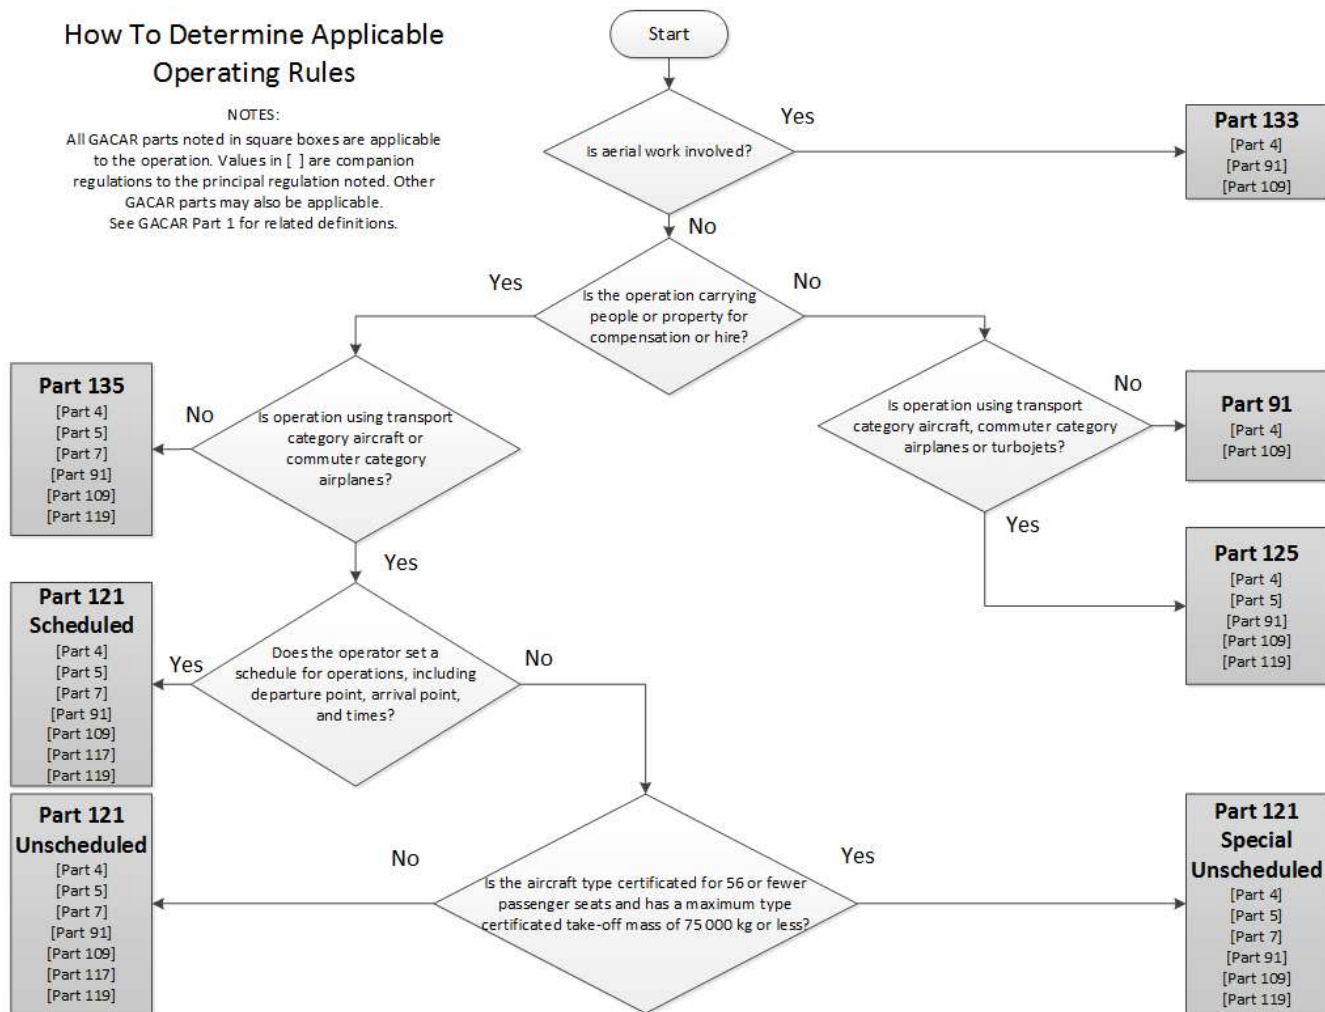 How To Determine Applicable
Operating Rules
NOTES:
All GACAR parts noted in square boxes are applicable
to the operation. Values in [ ] are companion
regulations to the principal regulation noted. Other
GACAR parts may also be applicable.
See GACAR Part 1 for related definitions.
Start
Is aerial work involved?
Yes
Part 133
[Part 4]
[Part 91]
[Part 109]
No
Is the operation carrying
people or property for
compensation or hire?
Yes
No
Is operation using transport
category aircraft or
commuter category
airplanes?
No
Part 135
[Part 4]
[Part 5]
[Part 7]
[Part 91]
[Part 109]
[Part 119]
Is operation using transport
category aircraft, commuter category
airplanes or turbojets?
No
Part 91
[Part 4]
[Part 109]
Yes
Part 125
[Part 4]
[Part 5]
[Part 91]
[Part 109]
[Part 119]
Yes
Does the operator set a
schedule for operations, including
departure point, arrival point,
and times?
Yes
Part 121
Scheduled
[Part 4]
[Part 5]
[Part 7]
[Part 91]
[Part 109]
[Part 117]
[Part 119]
No
Is the aircraft type certificated for 56 or fewer
passenger seats and has a maximum type
certificated take-off mass of 75 000 kg or less?
No
Part 121
Unscheduled
[Part 4]
[Part 5]
[Part 7]
[Part 91]
[Part 109]
[Part 117]
[Part 119]
Yes
Part 121
Special
Unscheduled
[Part 4]
[Part 5]
[Part 7]
[Part 91]
[Part 109]
[Part 119]